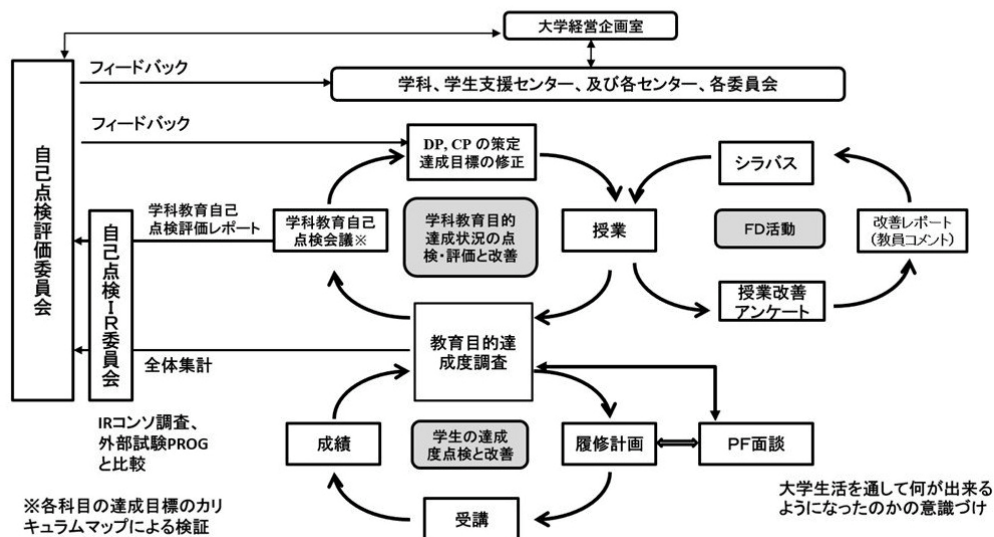 大学経営企画室
フィードバック
学科、学生支援センター、及び各センター、各委員会
フィードバック
DP, CP の策定
達成目標の修正
シラバス
自己点検評価委員会
自己点検IR委員会
学科教育自己
点検評価レポート
学科教育自己
点検会議※
学科教育目的
達成状況の点
検・評価と改善
授業
FD活動
改善レポート
(教員コメント)
授業改善
アンケート
教育目的達
成度調査
全体集計
IRコンソ調査、
外部試験PROG
と比較
成績
学生の達成
度点検と改善
履修計画
PF面談
受講
※各科目の達成目標のカリ
キュラムマップによる検証
大学生活を通して何が出来る
ようになったのかの意識づけ